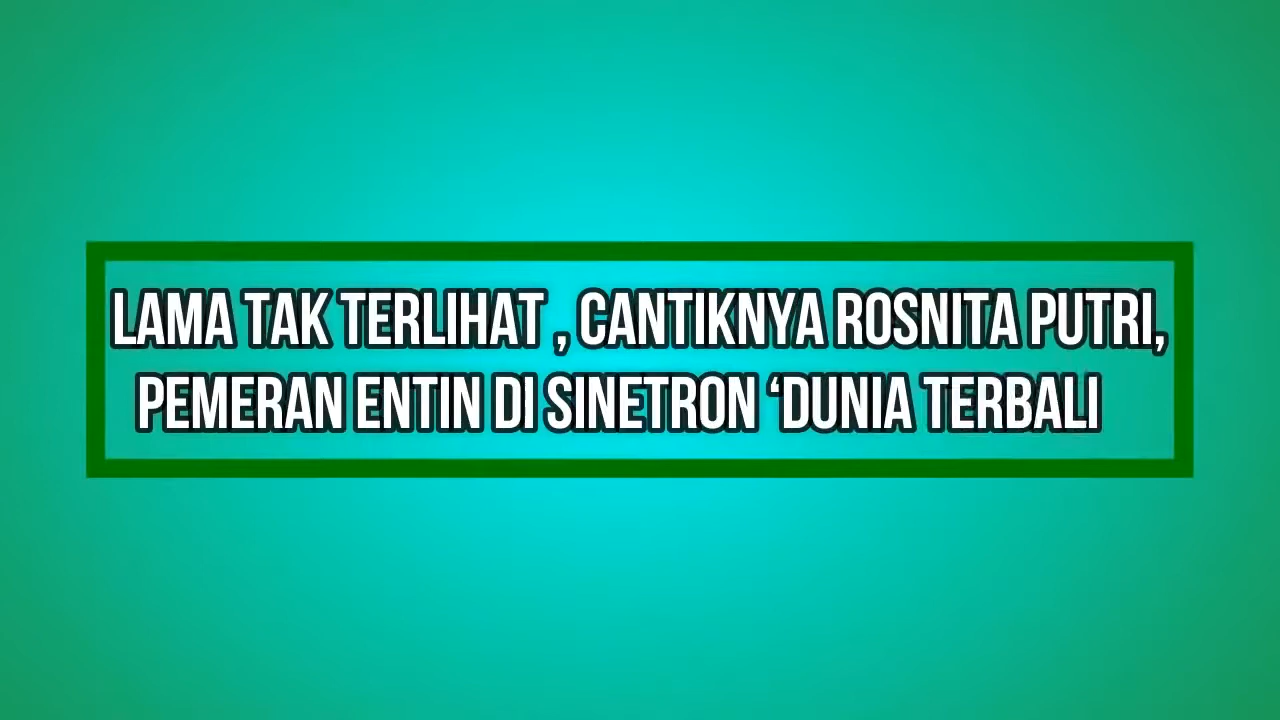 LAMA TAK TERLIHAT , CANTIKNYA ROSNITA PUTRI,
PEMERAN ENTIN DI SINETRON ‘DUNIA TERBALI